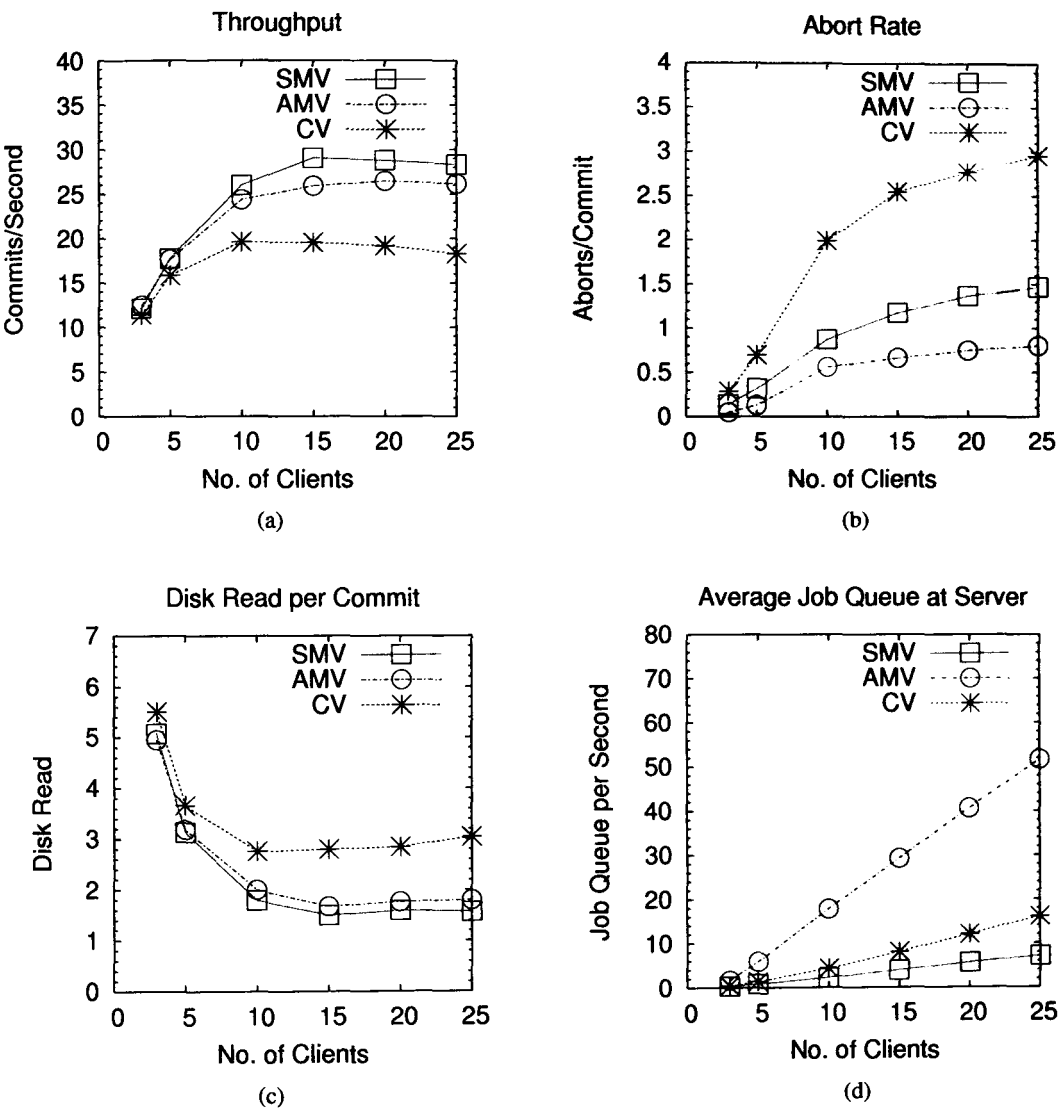 Throughput
40
35
30
25
20
15
10
5
0
SMV
AMV
CV
Commits/Second
0 5 10 15 20 25
No. of Clients
(a)
Abort Rate
4
3.5
3
2.5
2
1.5
1
0.5
0
SMV
AMV
CV
Aborts/Commit
0 5 10 15 20 25
No. of Clients
(b)
Disk Read per Commit
7
6
5
4
3
2
1
0
SMV
AMV
CV
Disk Read
0 5 10 15 20 25
No. of Clients
(c)
Average Job Queue at Server
80
70
60
50
40
30
20
10
0
SMV
AMV
CV
Job Queue per Second
0 5 10 15 20 25
No. of Clients
(d)